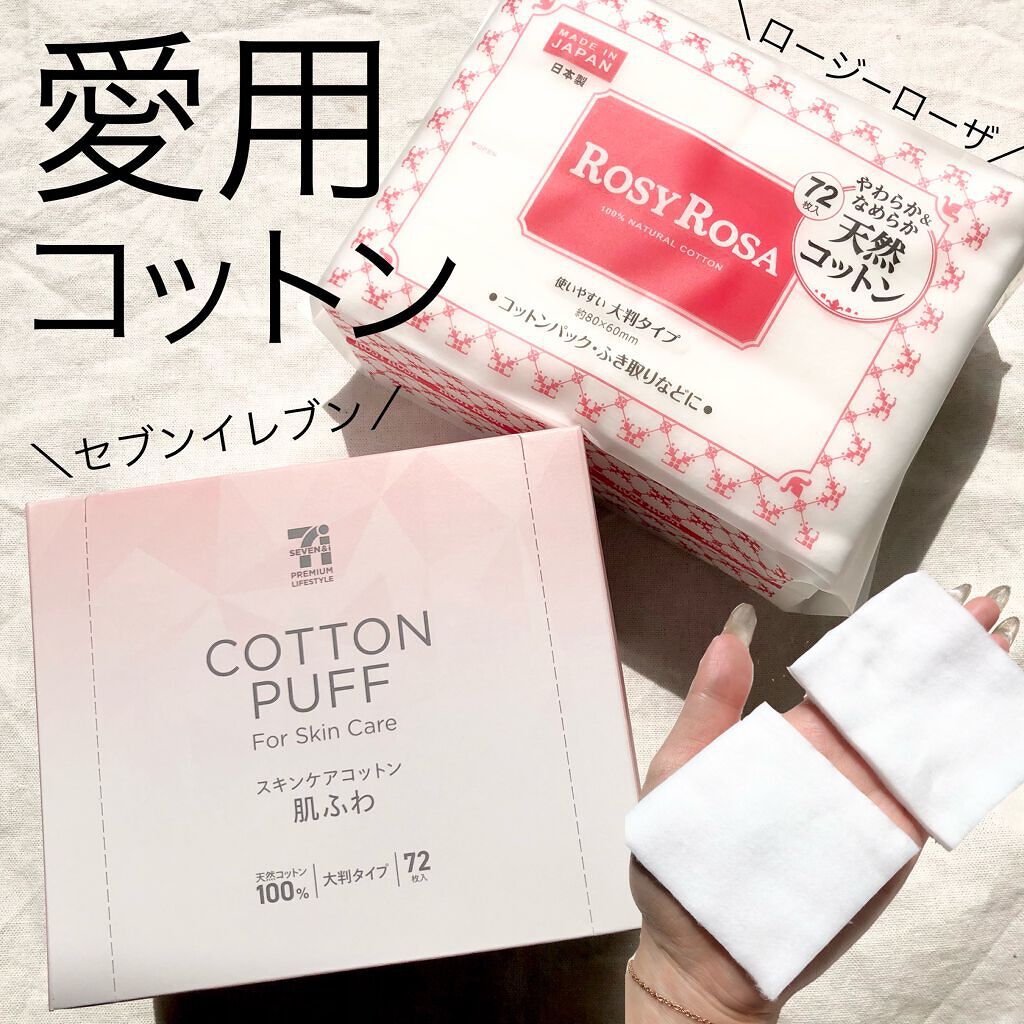 愛用
コットン
\ロージーローザ/
MADE IN
JAPAN
日本製
▼OPEN
ROSY ROSA
100% NATURAL COTTON
72
枚入
やわらか&
なめらか
天然
コットン
使いやすい 大判タイプ
約80×60mm
●コットンパック・ふき取りなどに●
\セブンイレブン/
7i
SEVEN&i
PREMIUM
LIFESTYLE
COTTON
PUFF
For Skin Care
スキンケアコットン
肌ふわ
天然コットン
100%
大判タイプ
72
枚入